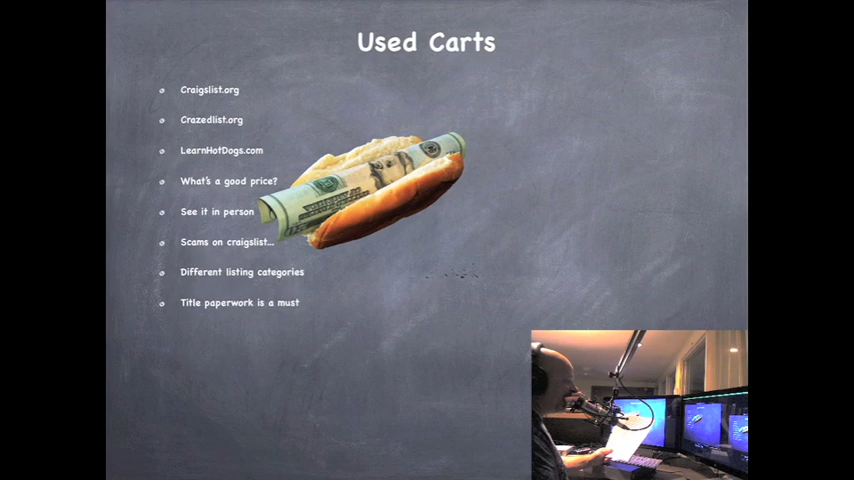 Used Carts
Craigslist.org
Crazedlist.org
LearnHotDogs.com
What's a good price?
See it in person
Scams on craigslist...
Different listing categories
Title paperwork is a must